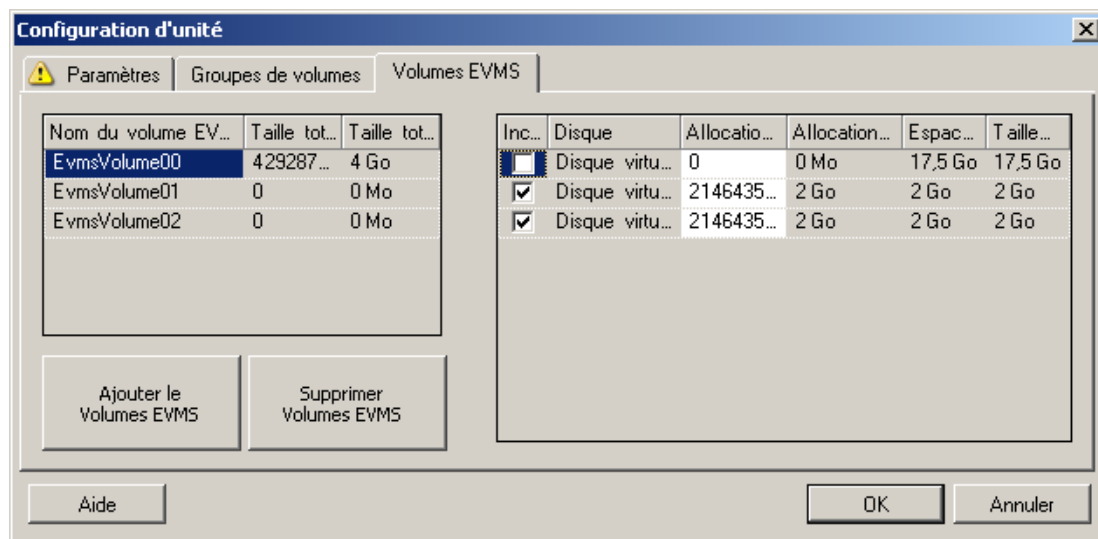 Configuration d'unité
Paramètres Groupes de volumes Volumes EVMS
Nom du volume EV... Taille tot... Taille tot...
EvmsVolume00 429287... 4 Go
EvmsVolume01 0 0 Mo
EvmsVolume02 0 0 Mo
Inc... Disque Allocatio... Allocation... Espac... Taille...
Disque virtu... 0 0 Mo 17,5 Go 17,5 Go
Disque virtu... 2146435... 2 Go 2 Go 2 Go
Disque virtu... 2146435... 2 Go 2 Go 2 Go
Ajouter le
Volumes EVMS
Supprimer
Volumes EVMS
Aide OK Annuler